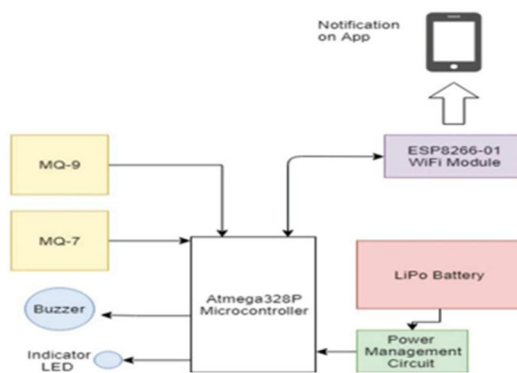 Notification
on App
MQ-9
ESP8266-01
WiFi Module
MQ-7
Atmega328P
Microcontroller
LiPo Battery
Buzzer
Indicator
LED
Power
Management
Circuit